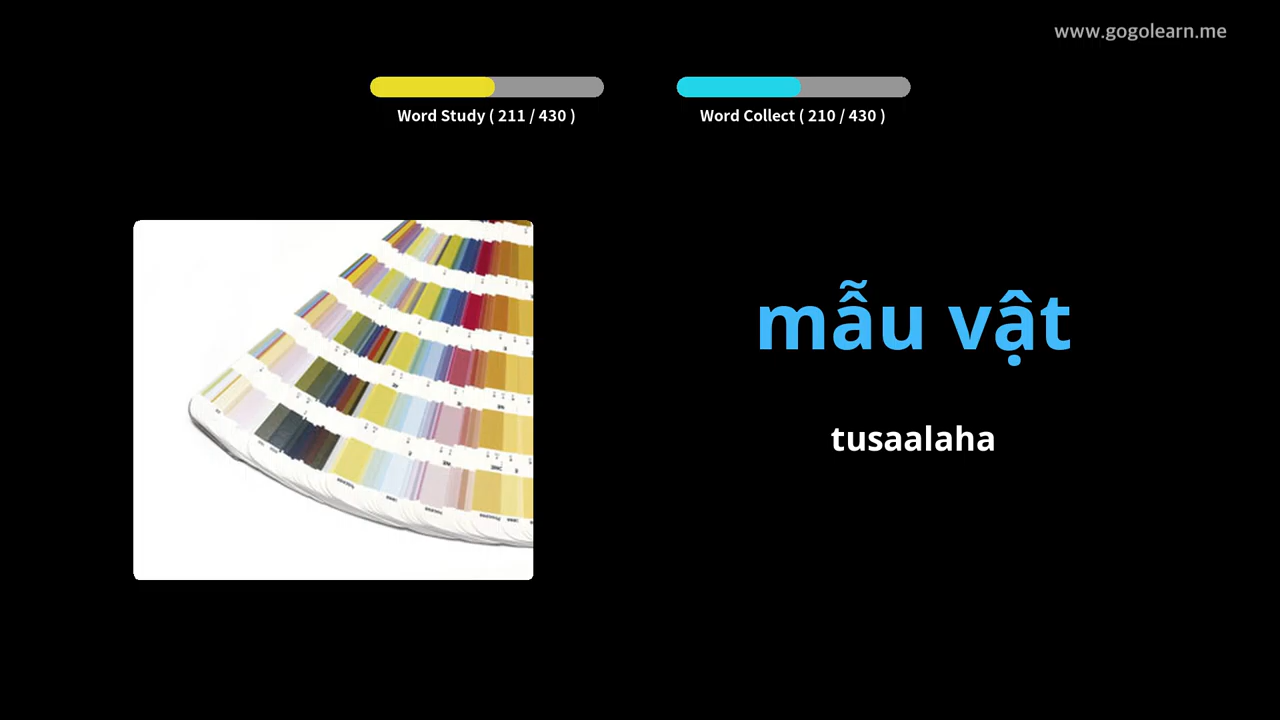 www.gogolearn.me
Word Study ( 211 / 430 )
Word Collect ( 210 / 430 )
mẫu vật
tusaalaha